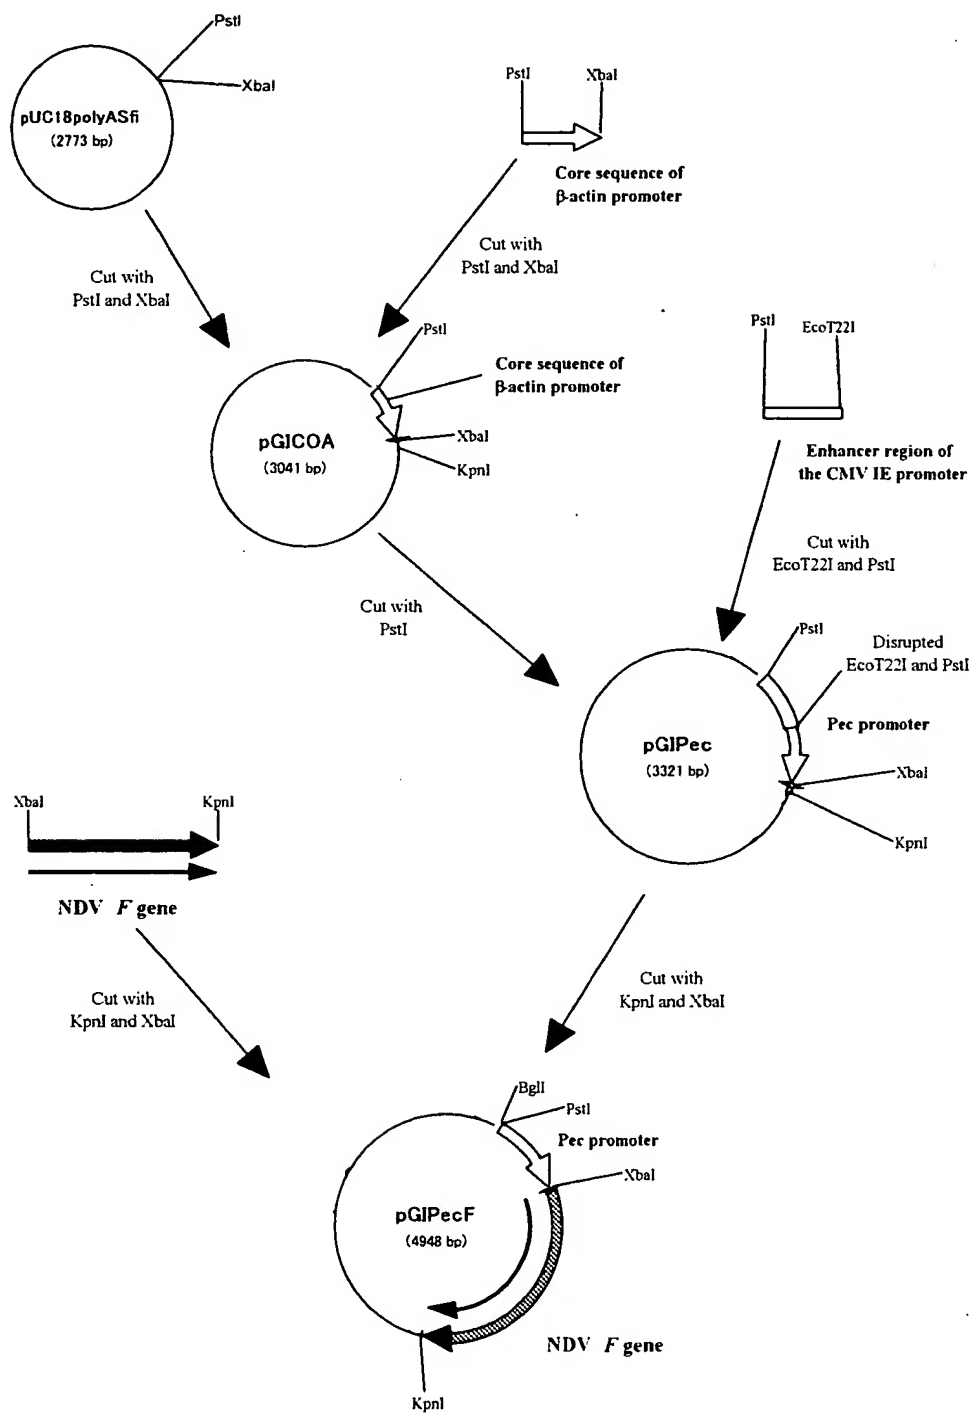 PstI
XbaI
pUC18polyASfi
(2773 bp)
PstI
XbaI
Core sequence of
β-actin promoter
Cut with
PstI and XbaI
Cut with
PstI and XbaI
PstI
Core sequence of
β-actin promoter
pGICOA
(3041 bp)
XbaI
KpnI
PstI
EcoT22I
Enhancer region of
the CMV IE promoter
Cut with
EcoT22I and PstI
Cut with
PstI
PstI
Disrupted
EcoT22I and PstI
Pec promoter
pGIPec
(3321 bp)
XbaI
KpnI
XbaI
KpnI
NDV F gene
Cut with
KpnI and XbaI
Cut with
KpnI and XbaI
BglI
PstI
Pec promoter
XbaI
pGIPecF
(4948 bp)
NDV F gene
KpnI